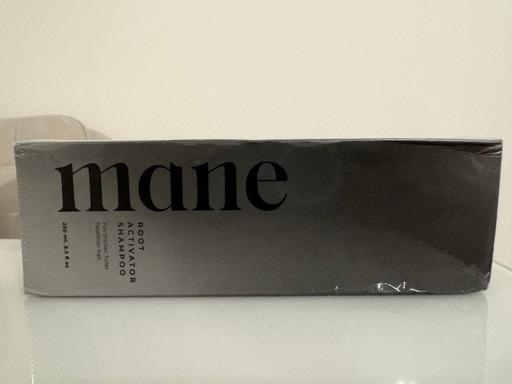 mane
ROOT
ACTIVATOR
SHAMPOO
For thicker, fuller
healthier hair
250 ml, 8.5 fl oz